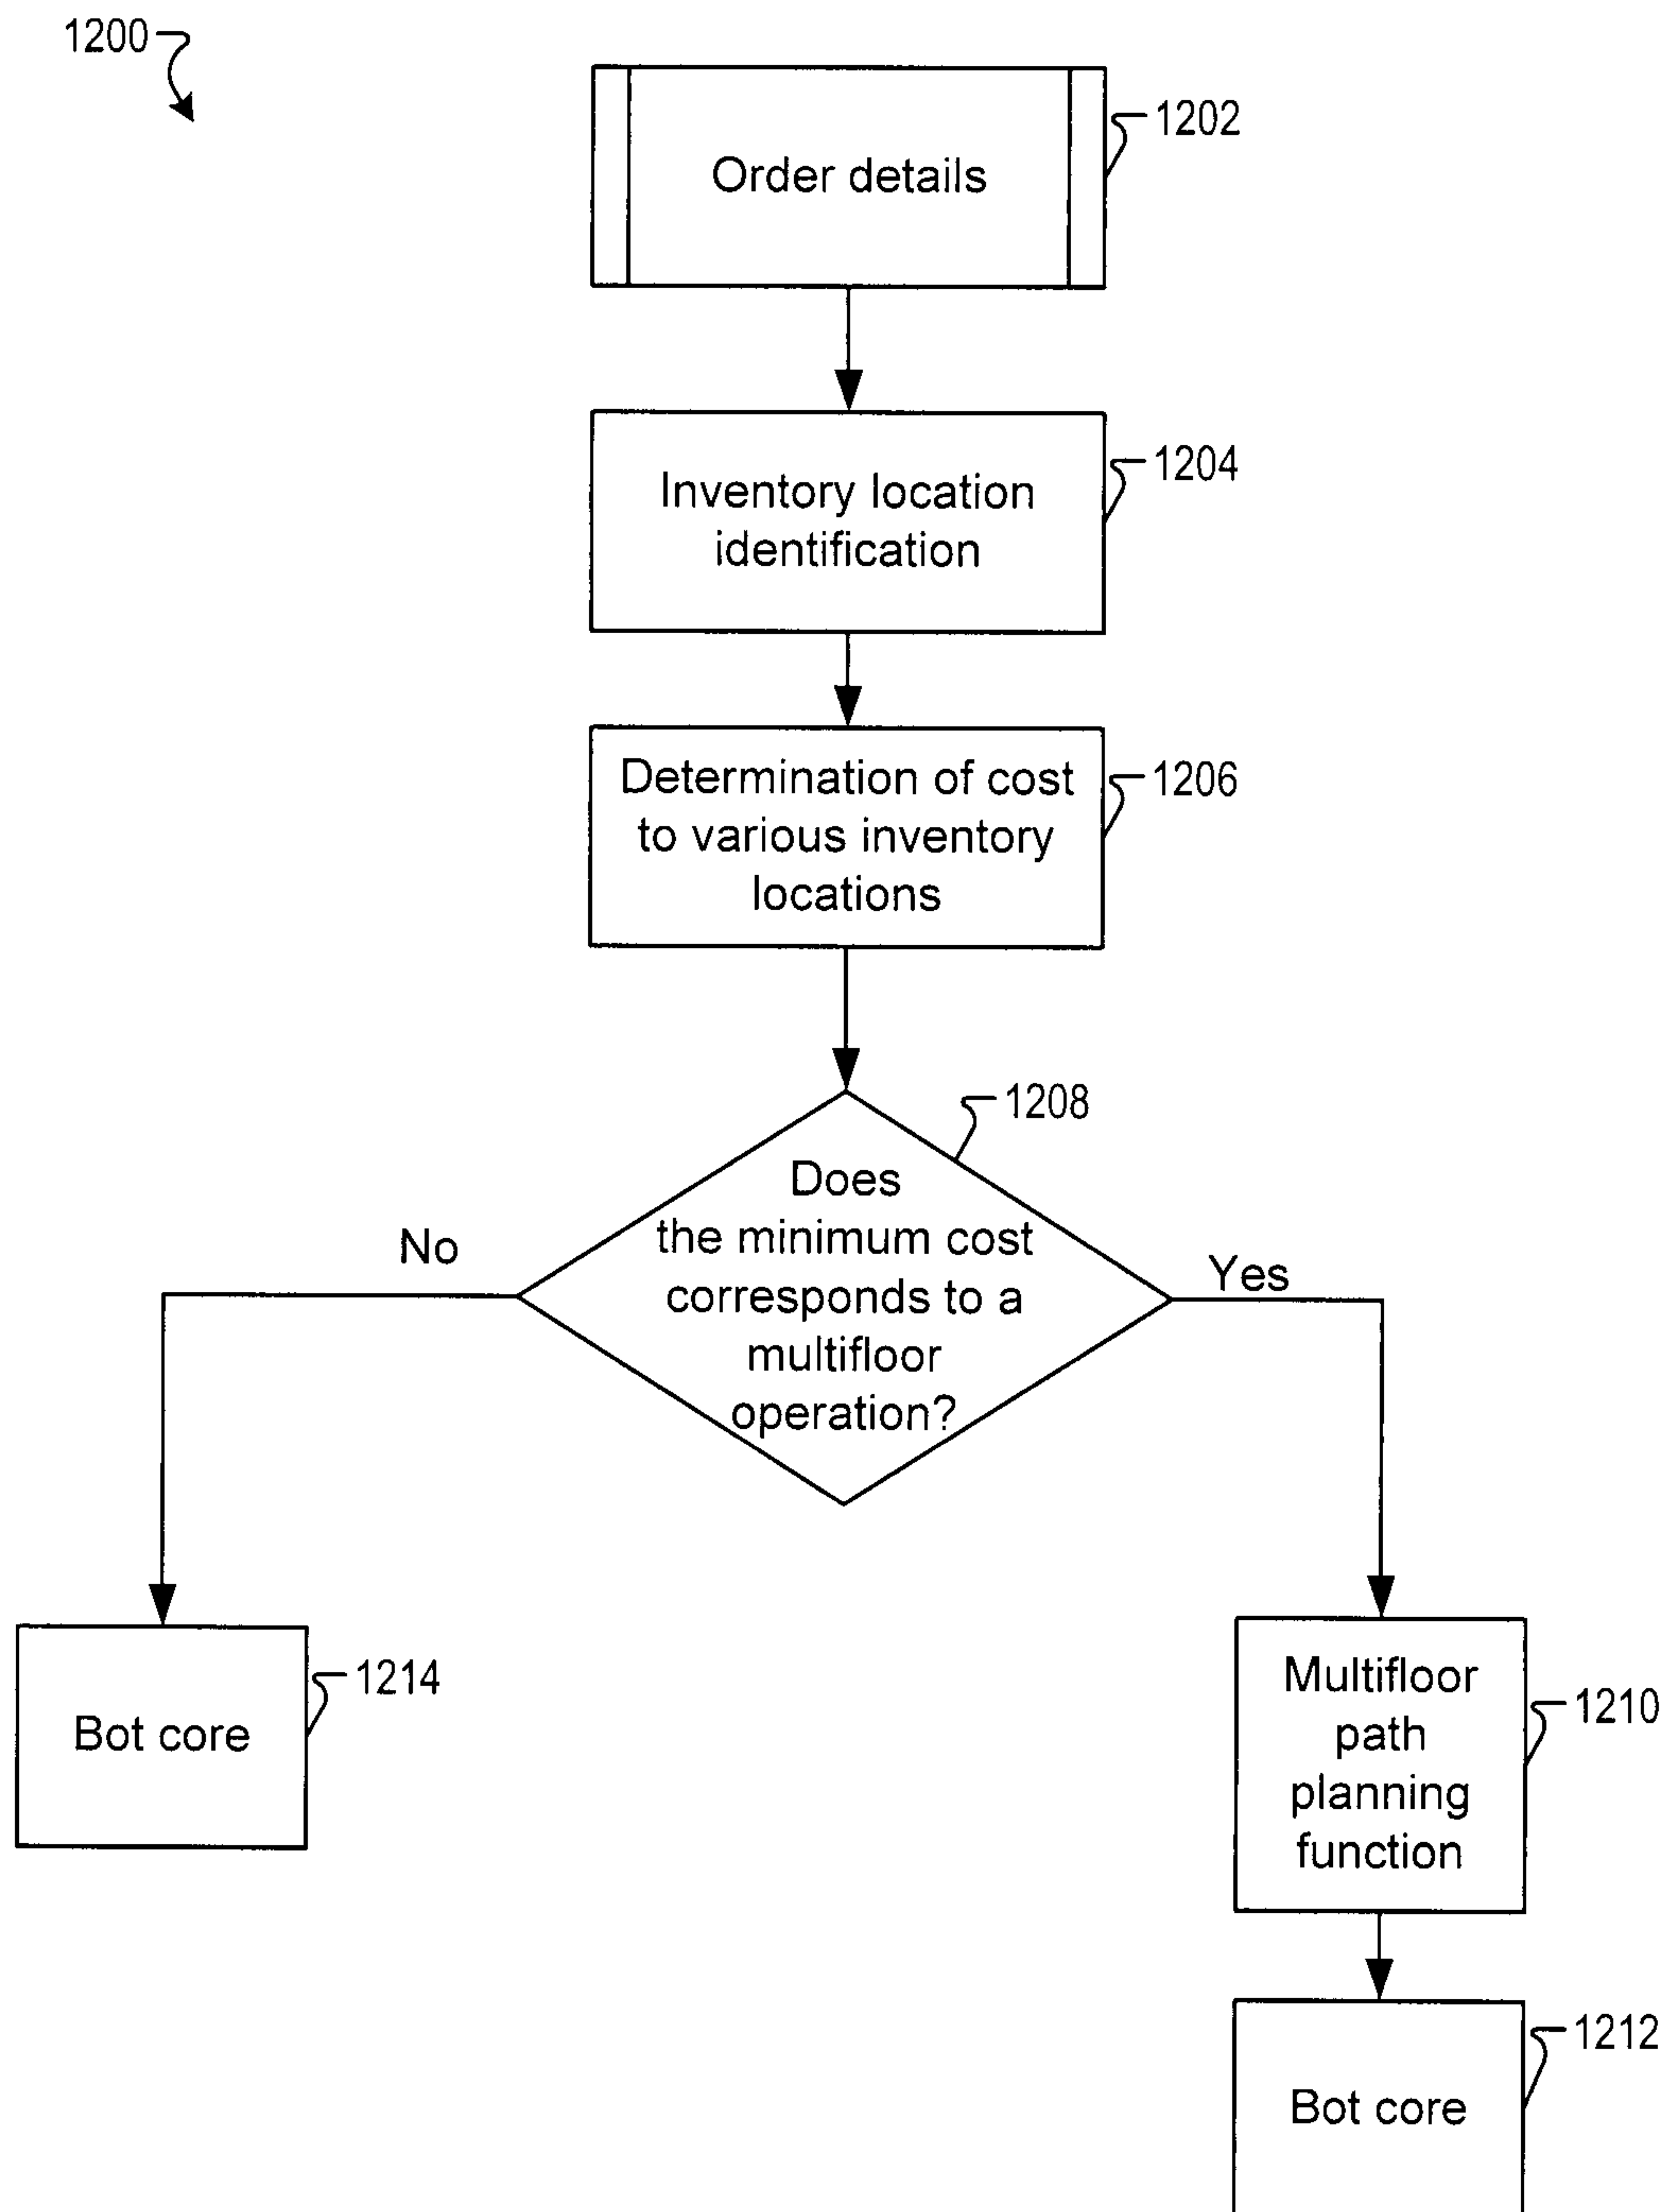 1200
1202
Order details
1204
Inventory location
identification
1206
Determination of cost
to various inventory
locations
1208
Does
the minimum cost
corresponds to a
multifloor
operation?
No
Yes
1214
Bot core
1210
Multifloor
path
planning
function
1212
Bot core